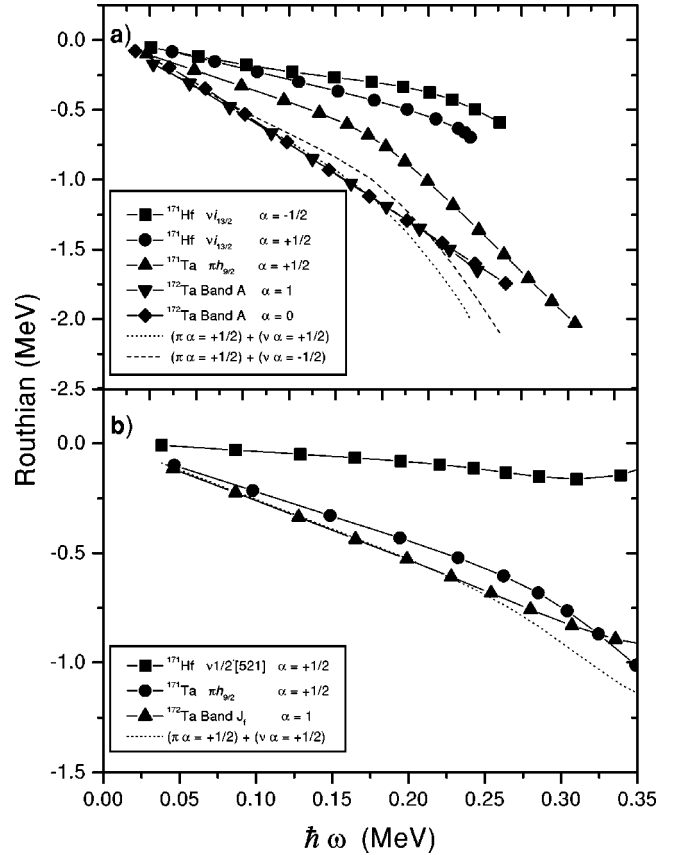 a)
0.0
-0.5
-1.0
-1.5
-2.0
-2.5
¹⁷¹Hf νi₁₃/₂ α = -1/2
¹⁷¹Hf νi₁₃/₂ α = +1/2
¹⁷¹Ta πh₉/₂ α = +1/2
¹⁷²Ta Band A α = 1
¹⁷²Ta Band A α = 0
(π α = +1/2) + (ν α = +1/2)
(π α = +1/2) + (ν α = -1/2)
Routhian (MeV)
b)
0.0
-0.5
-1.0
-1.5
¹⁷¹Hf ν1/2⁻[521] α = +1/2
¹⁷¹Ta πh₉/₂ α = +1/2
¹⁷²Ta Band J_f α = 1
(π α = +1/2) + (ν α = +1/2)
0.00 0.05 0.10 0.15 0.20 0.25 0.30 0.35
ħ ω (MeV)